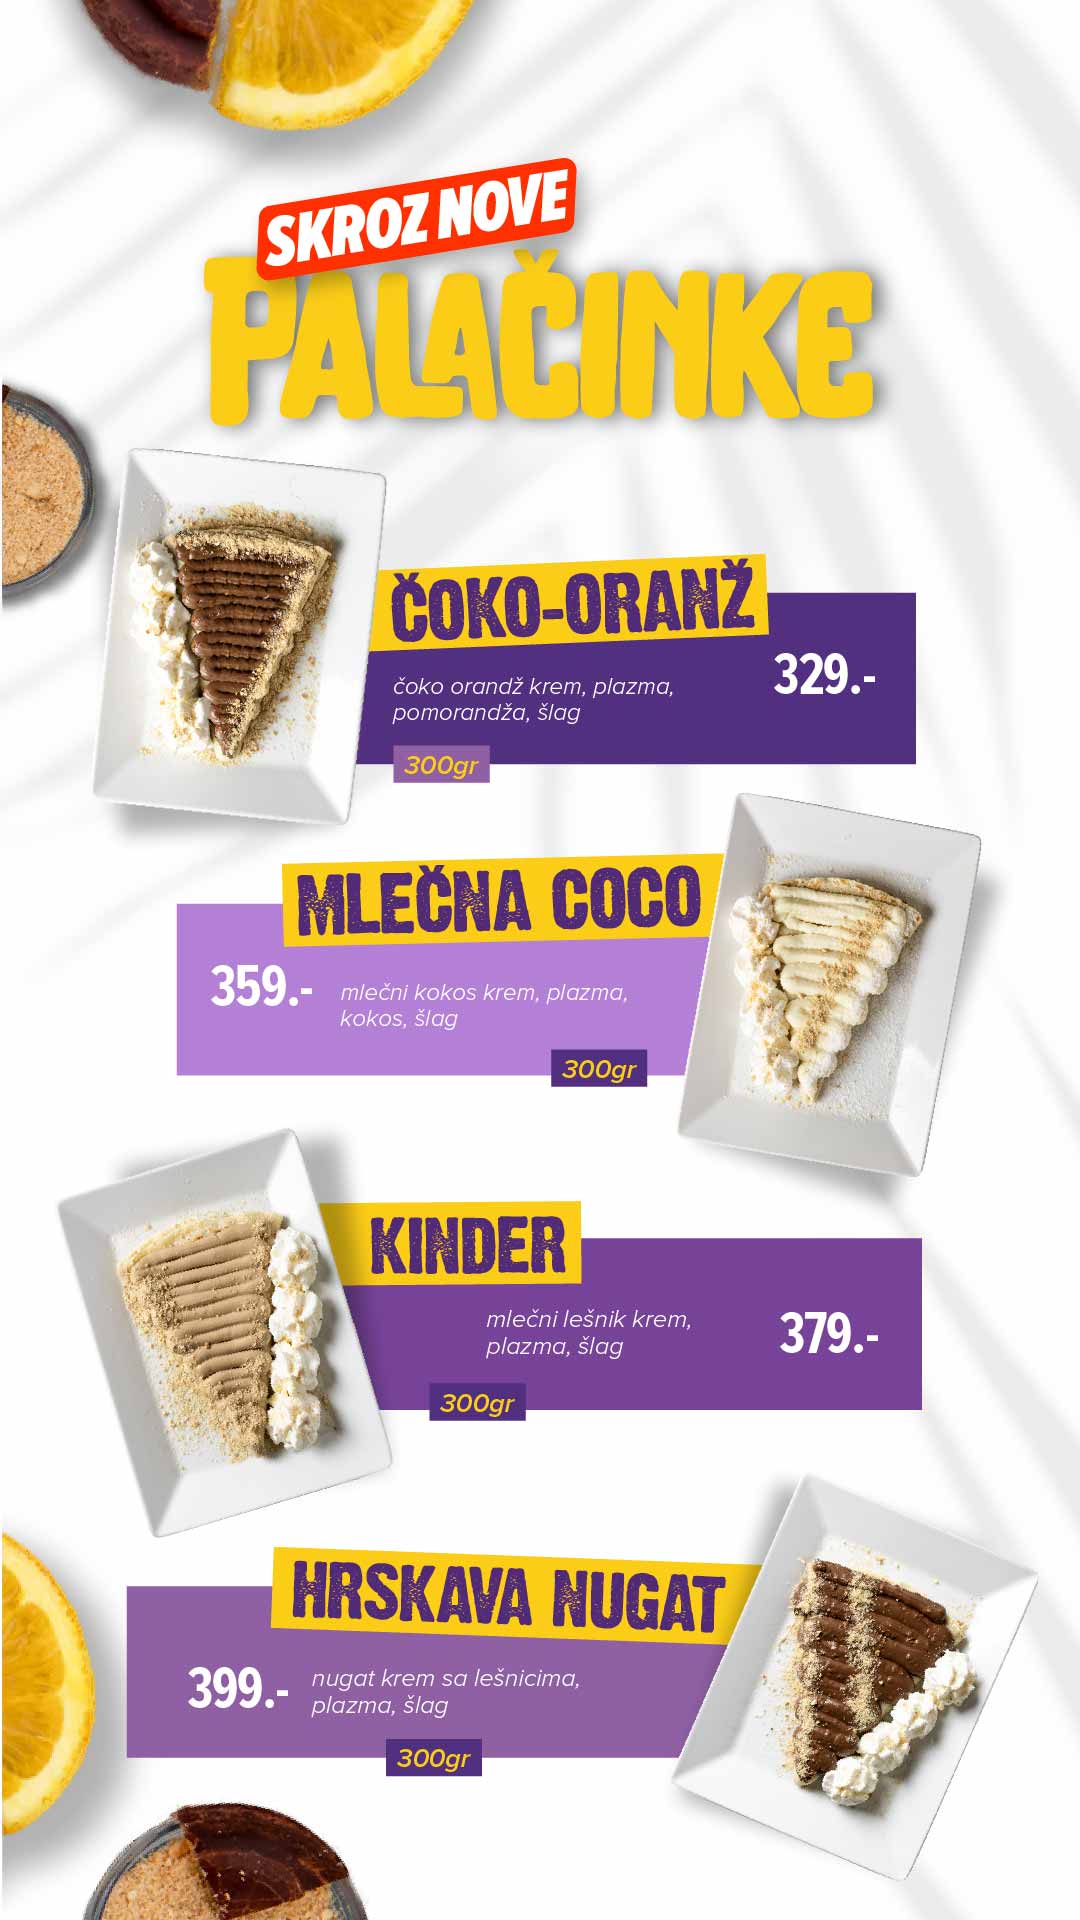 SKROZ NOVE
PALAČINKE
ČOKO-ORANŽ
čoko orandž krem, plazma,
pomorandža, šlag
329.-
300gr
MLEČNA COCO
359.-
mlečni kokos krem, plazma,
kokos, šlag
300gr
KINDER
mlečni lešnik krem,
plazma, šlag
379.-
300gr
HRSKAVA NUGAT
399.-
nugat krem sa lešnicima,
plazma, šlag
300gr